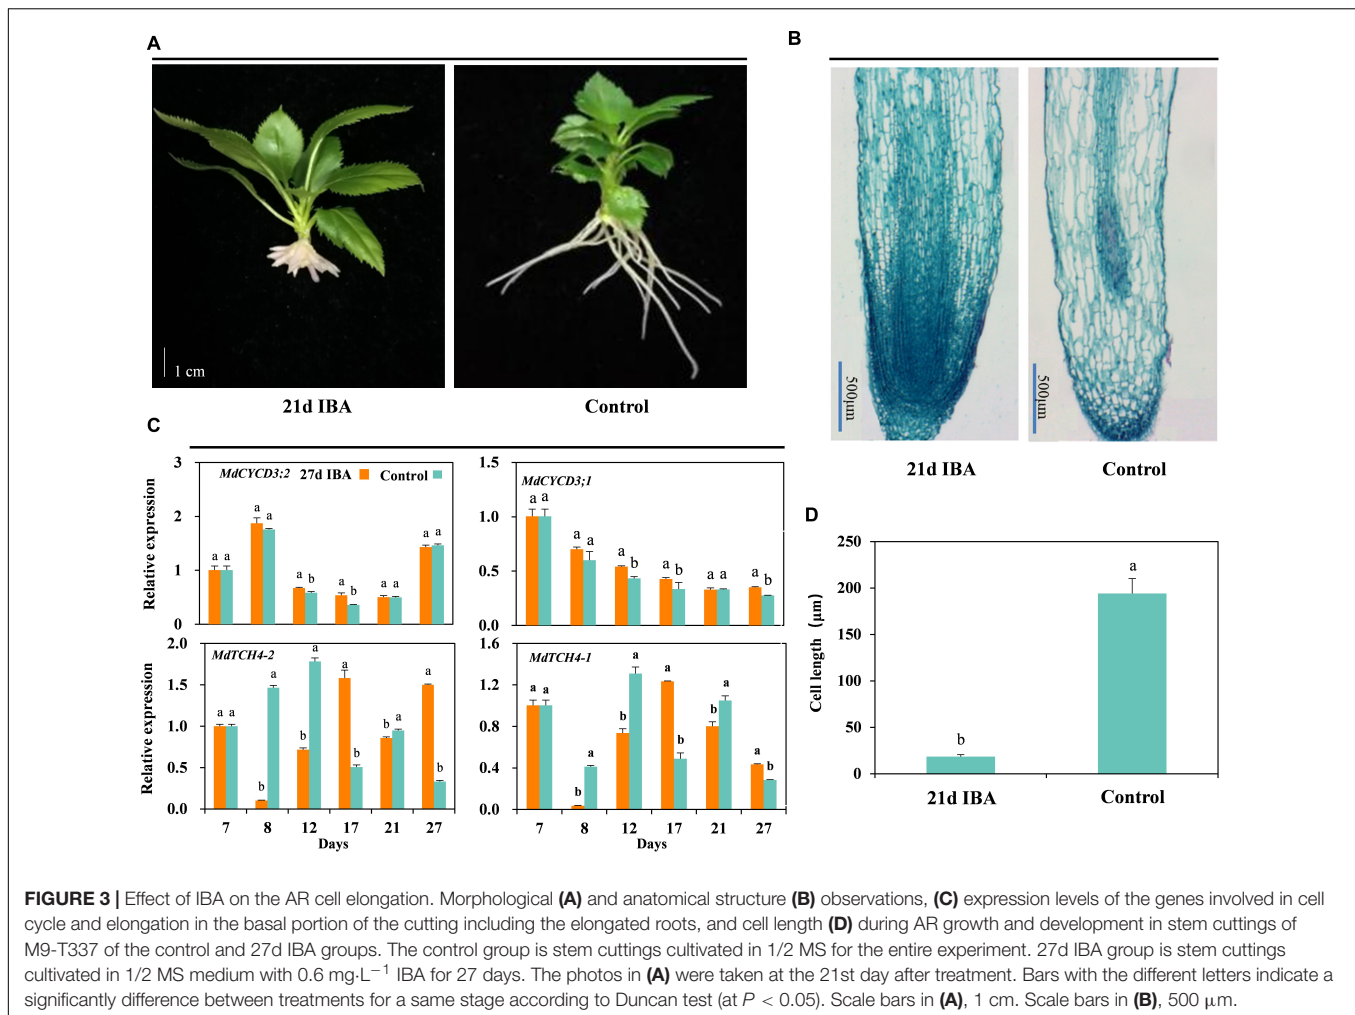 A
B
1 cm
500μm
500μm
21d IBA
Control
21d IBA
Control
C
MdCYCD3;2 27d IBA Control
Relative expression
3
2
1
0
a a
a a
a b
a b
a a
a a
MdCYCD3;1
1.5
1.0
0.5
0.0
a a
a a
a b
a b
a a
a b
MdTCH4-2
Relative expression
2.0
1.5
1.0
0.5
0.0
a a
b a
b a
a b
b a
a b
7 8 12 17 21 27
Days
MdTCH4-1
1.6
1.2
0.8
0.4
0.0
a a
b a
b a
a b
b a
a b
7 8 12 17 21 27
Days
D
Cell length (μm)
250
200
150
100
50
0
b
a
21d IBA
Control
FIGURE 3 | Effect of IBA on the AR cell elongation. Morphological (A) and anatomical structure (B) observations, (C) expression levels of the genes involved in cell
cycle and elongation in the basal portion of the cutting including the elongated roots, and cell length (D) during AR growth and development in stem cuttings of
M9-T337 of the control and 27d IBA groups. The control group is stem cuttings cultivated in 1/2 MS for the entire experiment. 27d IBA group is stem cuttings
cultivated in 1/2 MS medium with 0.6 mg·L−1 IBA for 27 days. The photos in (A) were taken at the 21st day after treatment. Bars with the different letters indicate a
significantly difference between treatments for a same stage according to Duncan test (at P < 0.05). Scale bars in (A), 1 cm. Scale bars in (B), 500 μm.